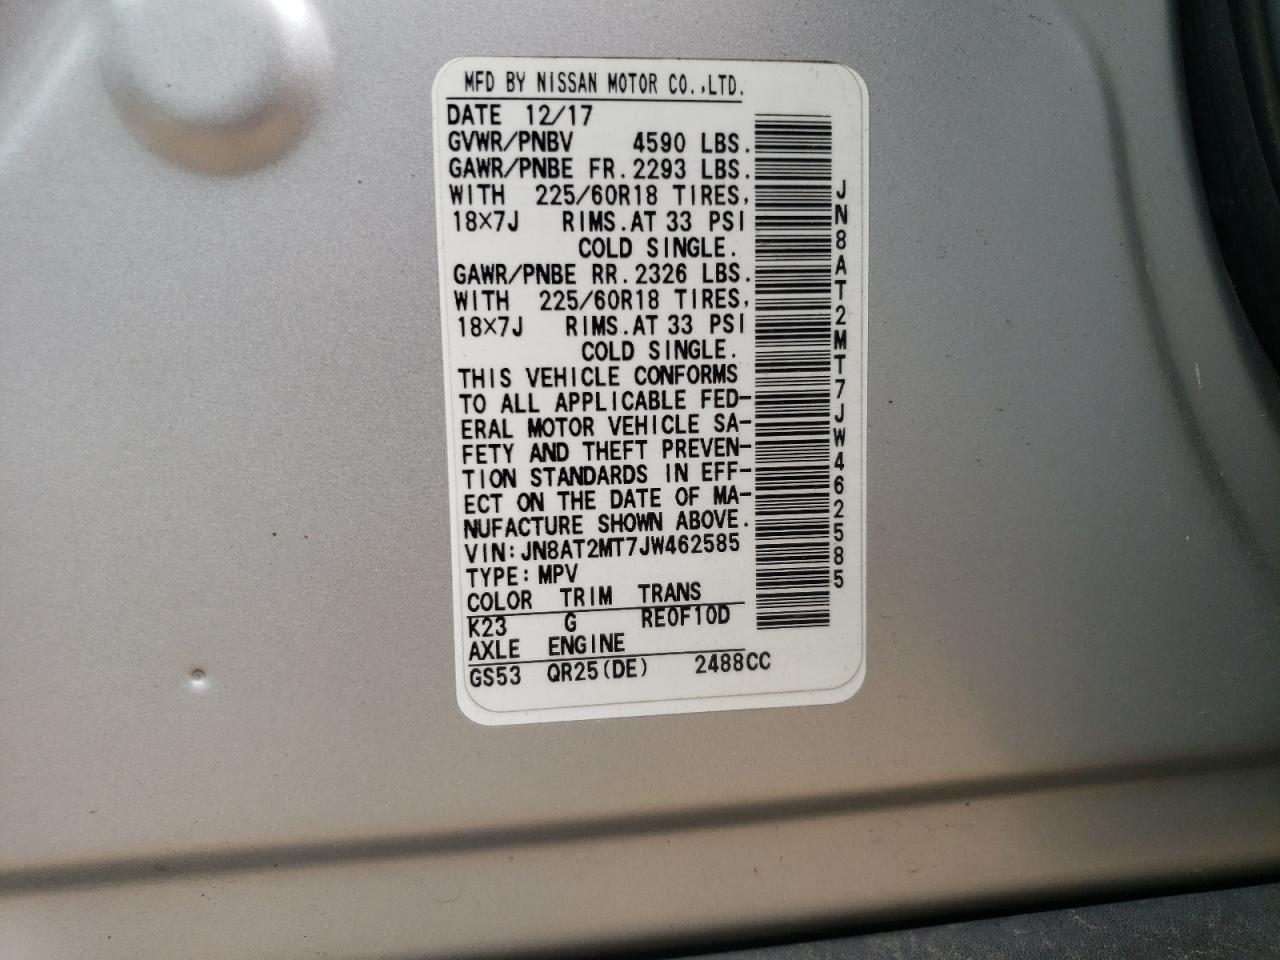 MFD BY NISSAN MOTOR CO.,LTD.
DATE 12/17
GVWR/PNBV 4590 LBS.
GAWR/PNBE FR.2293 LBS.
WITH 225/60R18 TIRES,
18×7J RIMS.AT 33 PSI
COLD SINGLE.
GAWR/PNBE RR.2326 LBS.
WITH 225/60R18 TIRES,
18×7J RIMS.AT 33 PSI
COLD SINGLE.
THIS VEHICLE CONFORMS
TO ALL APPLICABLE FED-
ERAL MOTOR VEHICLE SA-
FETY AND THEFT PREVEN-
TION STANDARDS IN EFF-
ECT ON THE DATE OF MA-
NUFACTURE SHOWN ABOVE.
VIN:JN8AT2MT7JW462585
TYPE:MPV
COLOR TRIM TRANS
K23 G RE0F10D
AXLE ENGINE
GS53 QR25(DE) 2488CC
JN8AT2MT7JW462585